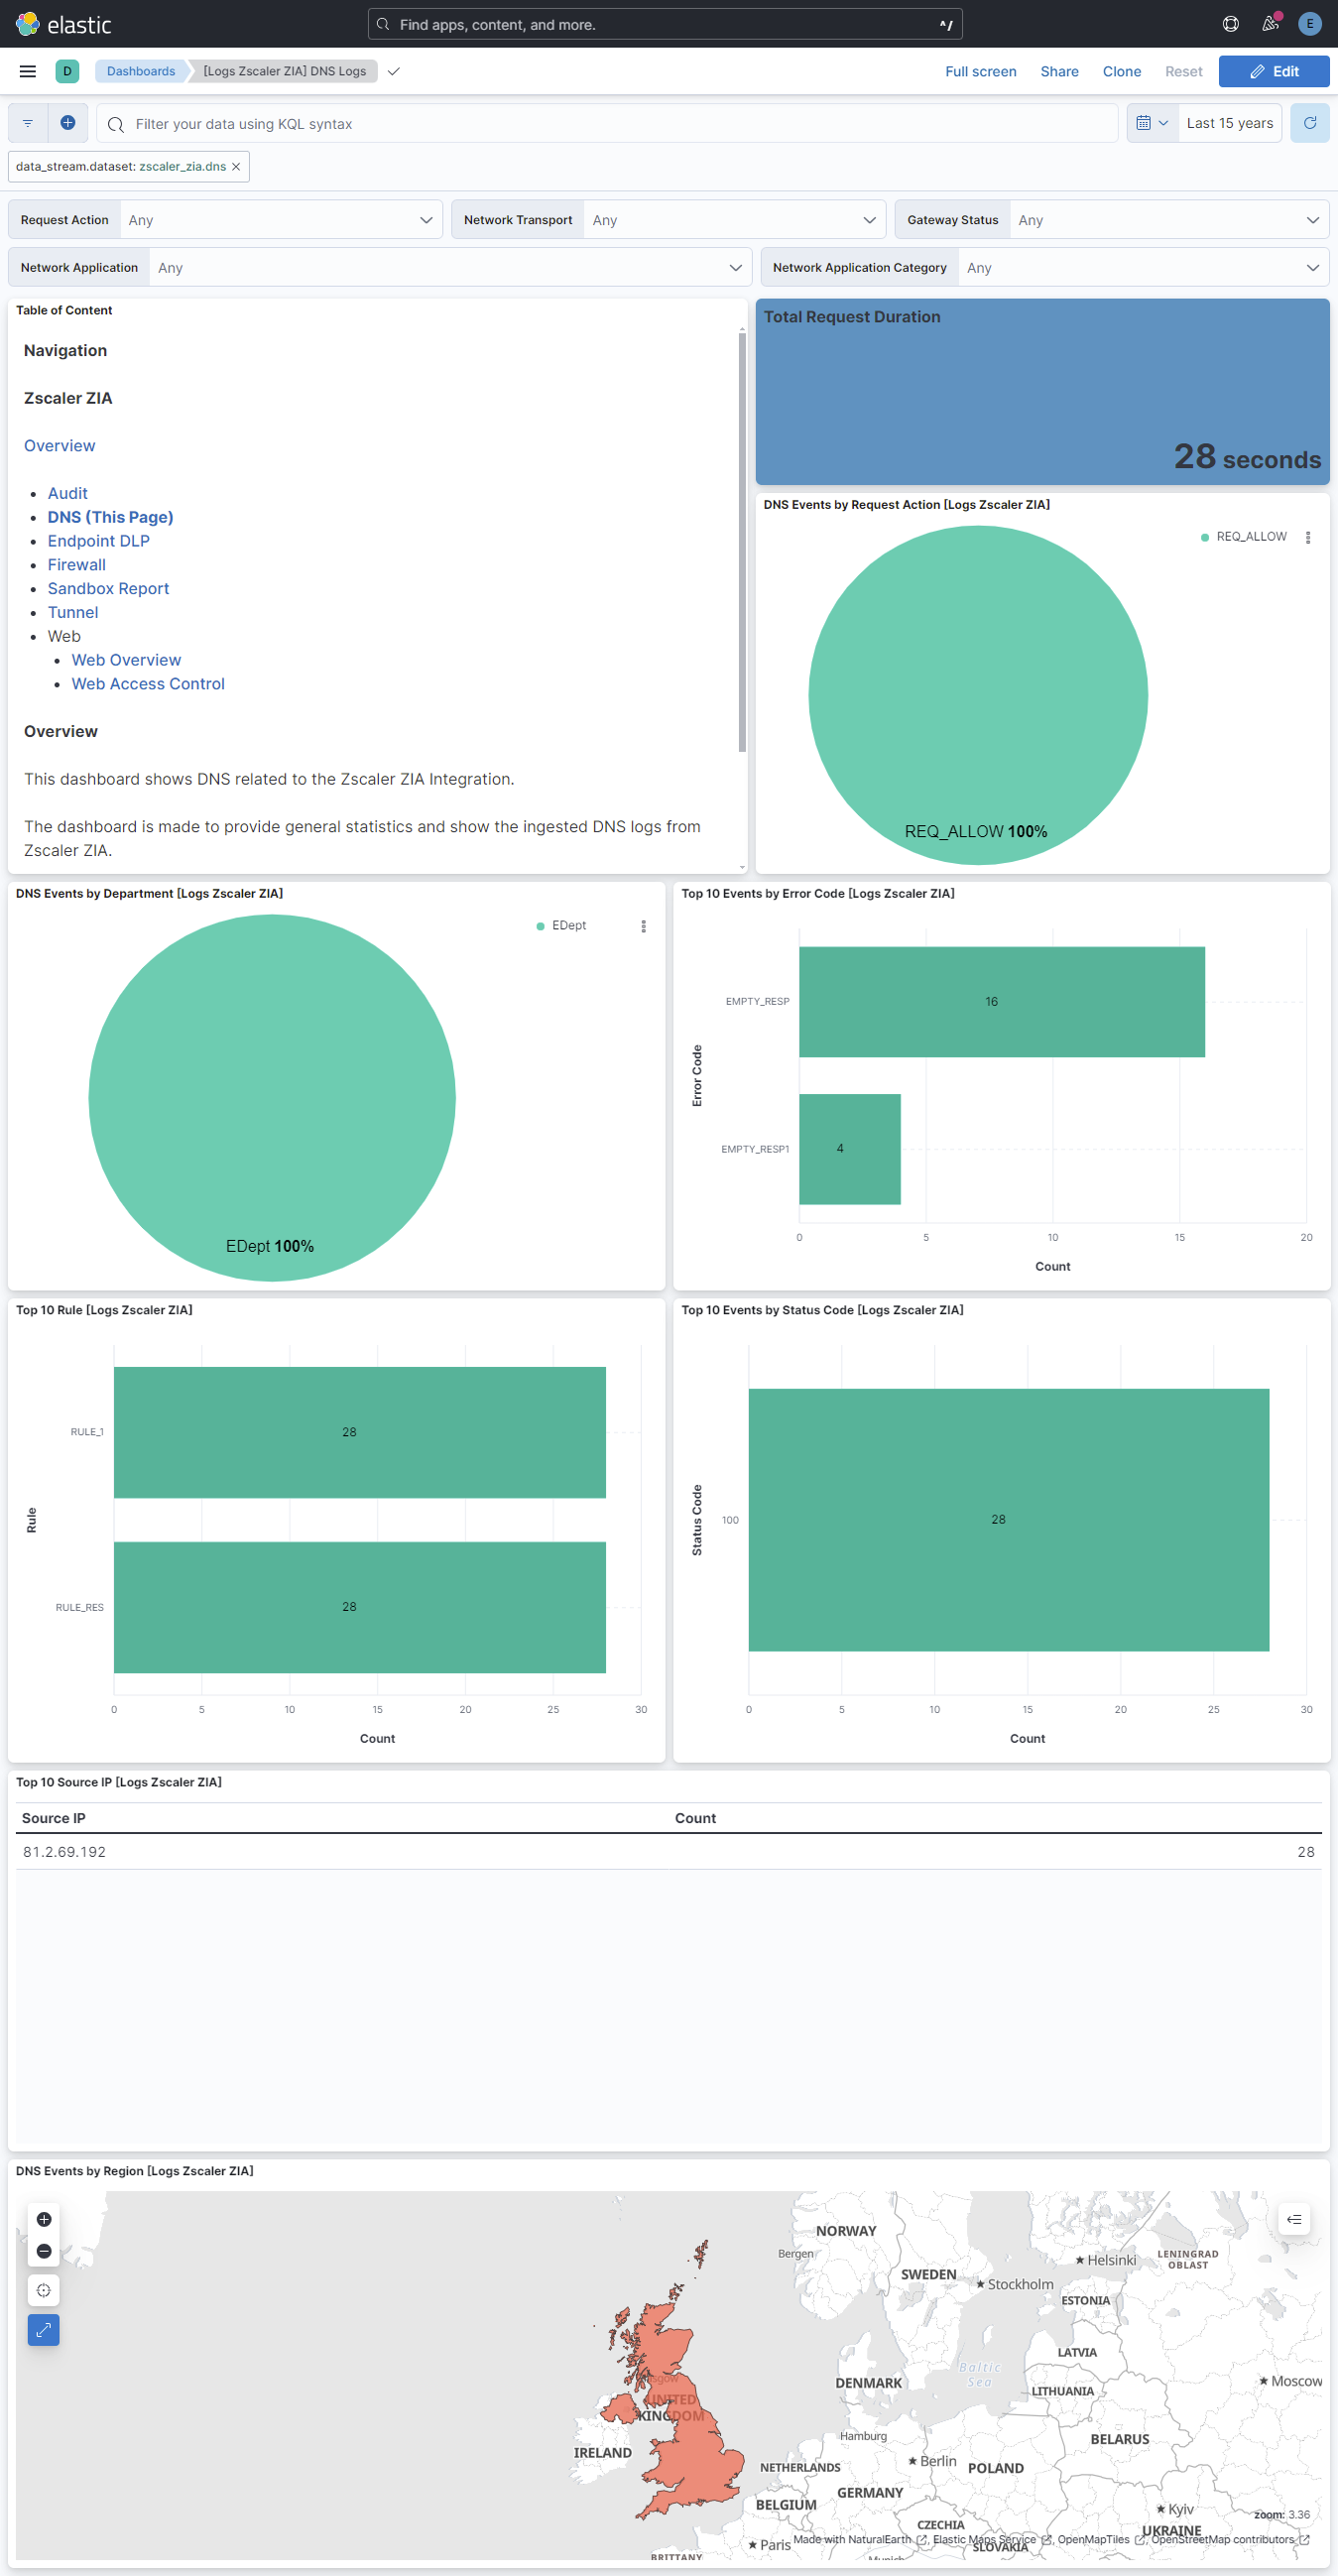 elastic
Find apps, content, and more.
^/
E
D
Dashboards
[Logs Zscaler ZIA] DNS Logs
Full screen
Share
Clone
Reset
Edit
Filter your data using KQL syntax
Last 15 years
data_stream.dataset: zscaler_zia.dns ×
Request Action Any
Network Transport Any
Gateway Status Any
Network Application Any
Network Application Category Any
Table of Content
Navigation
Zscaler ZIA
Overview
• Audit
• DNS (This Page)
• Endpoint DLP
• Firewall
• Sandbox Report
• Tunnel
• Web
• Web Overview
• Web Access Control
Overview
This dashboard shows DNS related to the Zscaler ZIA Integration.
The dashboard is made to provide general statistics and show the ingested DNS logs from
Zscaler ZIA.
Total Request Duration
28 seconds
DNS Events by Request Action [Logs Zscaler ZIA]
REQ_ALLOW
REQ_ALLOW 100%
DNS Events by Department [Logs Zscaler ZIA]
EDept
EDept 100%
Top 10 Events by Error Code [Logs Zscaler ZIA]
Error Code
EMPTY_RESP
16
EMPTY_RESP1
4
0 5 10 15 20
Count
Top 10 Rule [Logs Zscaler ZIA]
Rule
RULE_1
28
RULE_RES
28
0 5 10 15 20 25 30
Count
Top 10 Events by Status Code [Logs Zscaler ZIA]
Status Code
100
28
0 5 10 15 20 25 30
Count
Top 10 Source IP [Logs Zscaler ZIA]
Source IP Count
81.2.69.192 28
DNS Events by Region [Logs Zscaler ZIA]
NORWAY
Bergen
SWEDEN
Stockholm
Helsinki
LENINGRAD
OBLAST
ESTONIA
LATVIA
Baltic
Sea
LITHUANIA
Moscow
DENMARK
UNITED
KINGDOM
IRELAND
Hamburg
BELARUS
NETHERLANDS
Berlin
POLAND
GERMANY
BELGIUM
Kyiv
zoom: 3.36
CZECHIA
UKRAINE
Paris
Made with NaturalEarth , Elastic Maps Service , OpenMapTiles , OpenStreetMap contributors
SLOVAKIA
BRITTANY